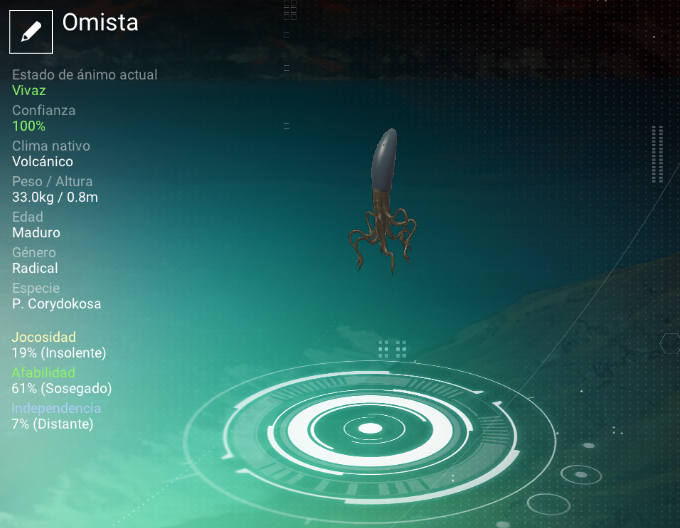 Omista
Estado de ánimo actual
Vivaz
Confianza
100%
Clima nativo
Volcánico
Peso / Altura
33.0kg / 0.8m
Edad
Maduro
Género
Radical
Especie
P. Corydokosa
Jocosidad
19% (Insolente)
Afabilidad
61% (Sosegado)
Independencia
7% (Distante)